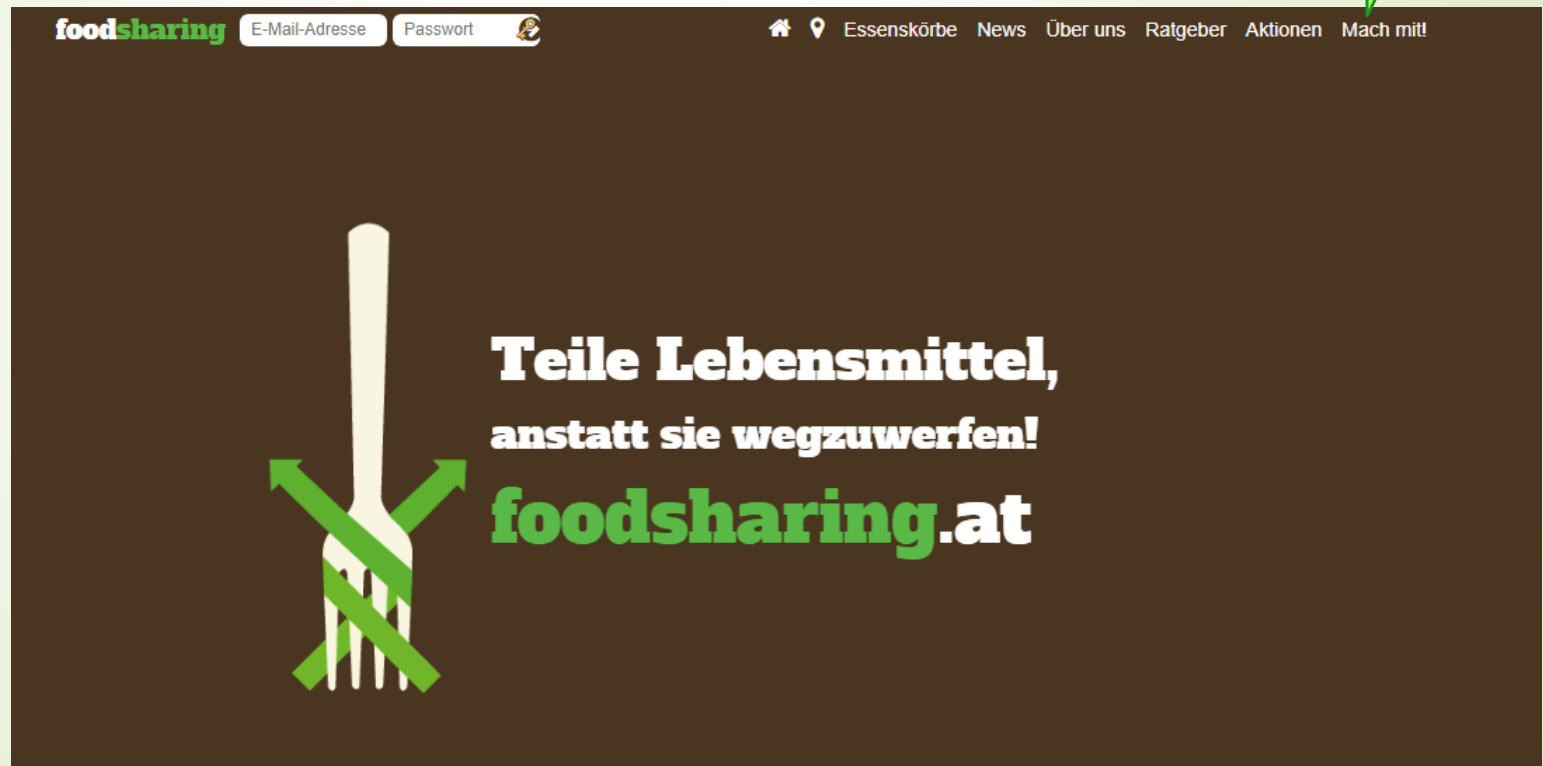 foodsharing E-Mail-Adresse Passwort Essenskörbe News Über uns Ratgeber Aktionen Mach mit!
Teile Lebensmittel,
anstatt sie wegzuwerfen!
foodsharing.at